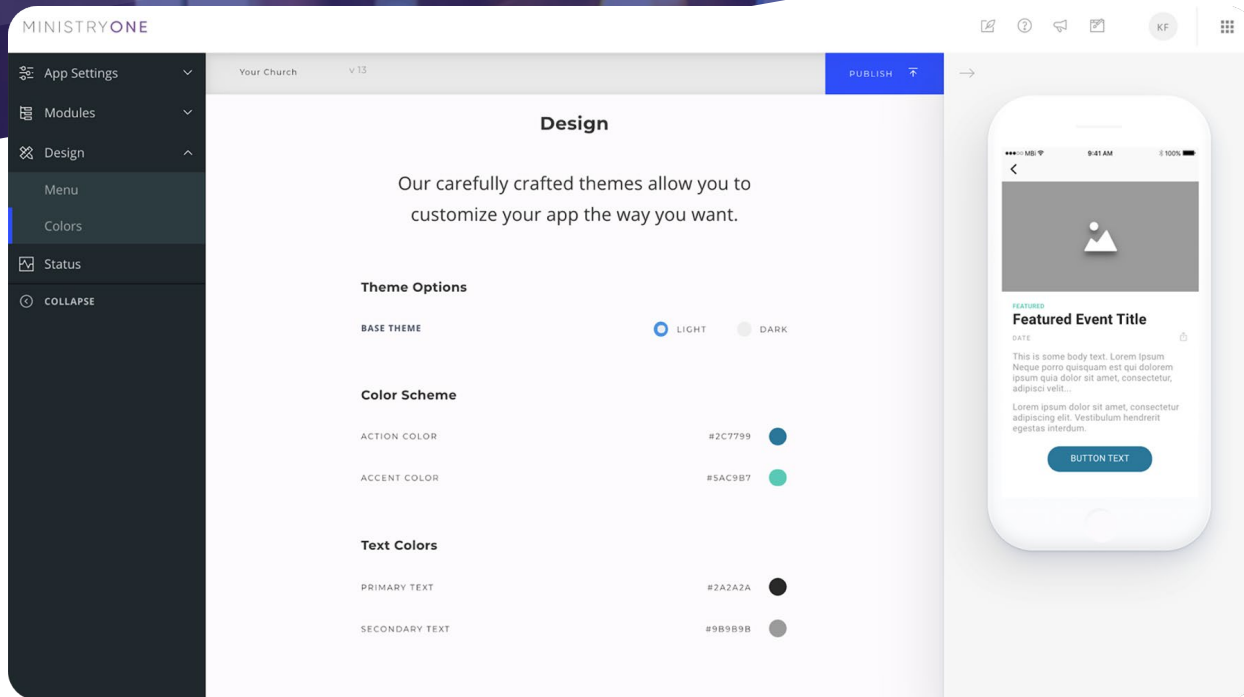 MINISTRYONE
KF
App Settings
Modules
Design
Menu
Colors
Status
COLLAPSE
Your Church
v 13
PUBLISH
Design
Our carefully crafted themes allow you to
customize your app the way you want.
Theme Options
BASE THEME
LIGHT
DARK
Color Scheme
ACTION COLOR
#2C7799
ACCENT COLOR
#5AC9B7
Text Colors
PRIMARY TEXT
#2A2A2A
SECONDARY TEXT
#9B9B9B
MBI
9:41 AM
100%
FEATURED
Featured Event Title
DATE
This is some body text. Lorem Ipsum
Neque porro quisquam est qui dolorem
ipsum quia dolor sit amet, consectetur,
adipisci velit...
Lorem ipsum dolor sit amet, consectetur
adipiscing elit. Vestibulum hendrerit
egestas interdum.
BUTTON TEXT